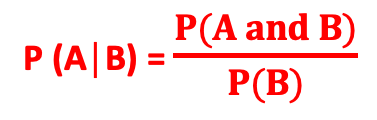 P (A|B) = P(A and B) / P(B)